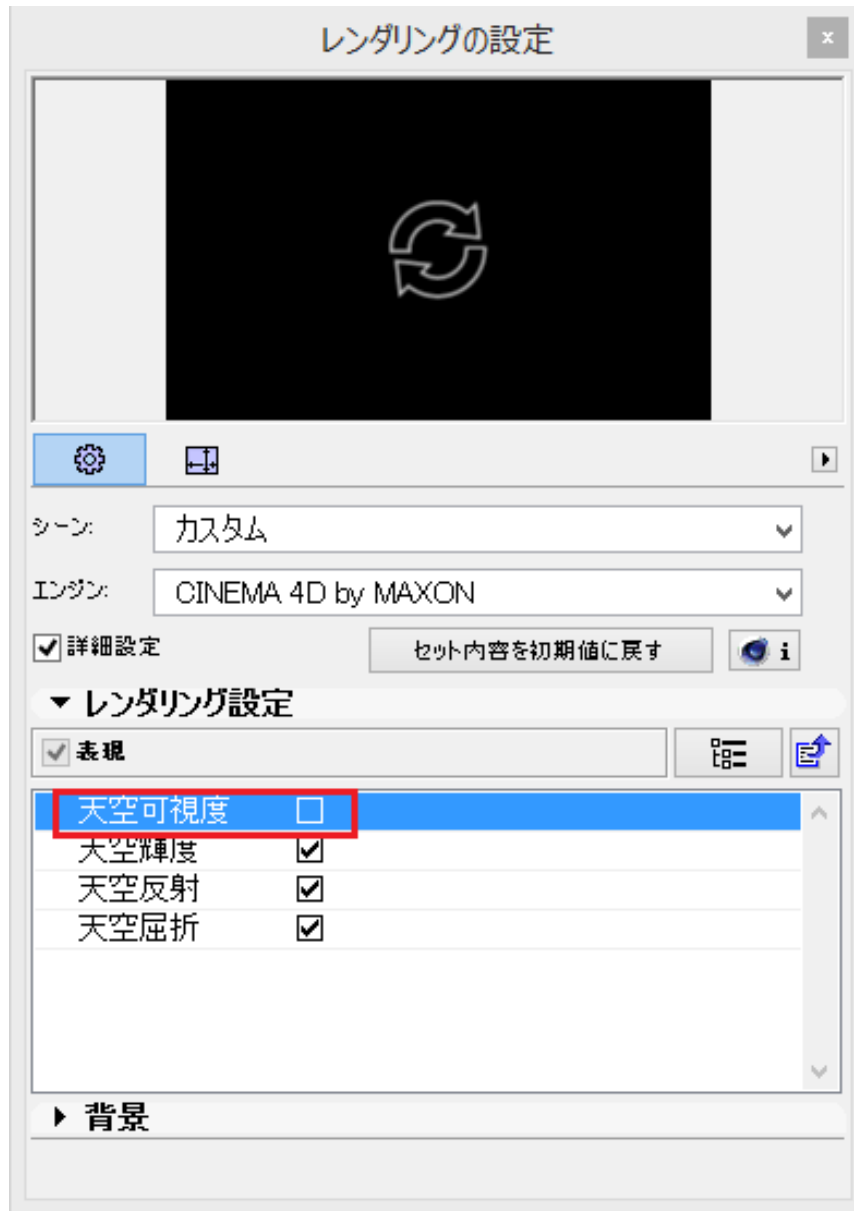 レンダリングの設定
x
シーン: カスタム
エンジン: CINEMA 4D by MAXON
詳細設定 セット内容を初期値に戻す i
レンダリング設定
表現
天空可視度
天空輝度
天空反射
天空屈折
背景